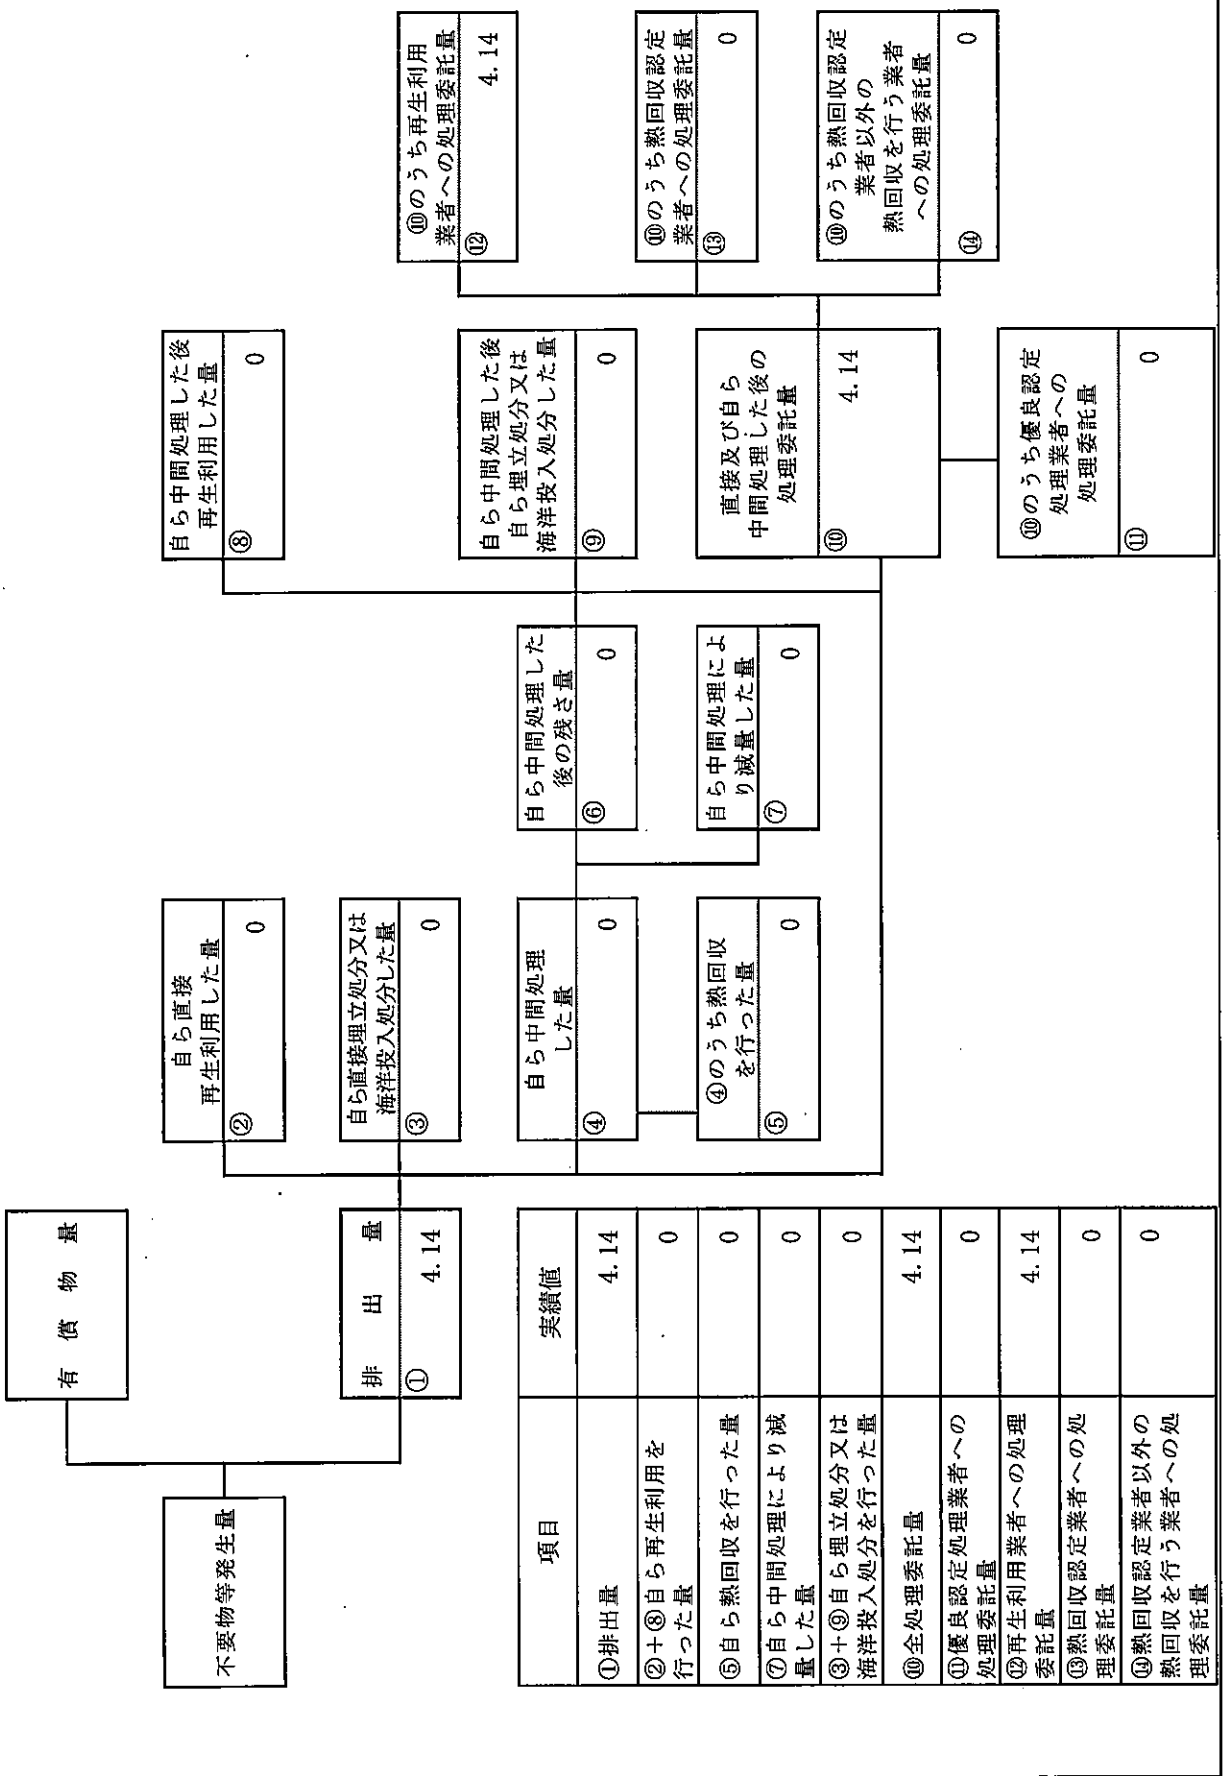 有償物量
不要物等発生量
排出量
① 4.14
自ら直接
再生利用した量
② 0
自ら直接埋立処分又は
海洋投入処分した量
③ 0
自ら中間処理
した量
④ 0
④のうち熱回収
を行った量
⑤ 0
自ら中間処理した
後の残さ量
⑥ 0
自ら中間処理によ
り減量した量
⑦ 0
自ら中間処理した後
再生利用した量
⑧ 0
自ら中間処理した後
自ら埋立処分又は
海洋投入処分した量
⑨ 0
直接及び自ら
中間処理した後の
処理委託量
⑩ 4.14
⑩のうち優良認定
処理業者への
処理委託量
⑪ 0
⑩のうち再生利用
業者への処理委託量
⑫ 4.14
⑩のうち熱回収認定
業者への処理委託量
⑬ 0
⑩のうち熱回収認定
業者以外の
熱回収を行う業者
への処理委託量
⑭ 0
項目 実績値
①排出量 4.14
②+⑧自ら再生利用を
行った量 0
⑤自ら熱回収を行った量 0
⑦自ら中間処理により減
量した量 0
③+⑨自ら埋立処分又は
海洋投入処分を行った量 0
⑩全処理委託量 4.14
⑪優良認定処理業者への
処理委託量 0
⑫再生利用業者への処理
委託量 4.14
⑬熱回収認定業者への処
理委託量 0
⑭熱回収認定業者以外の
熱回収を行う業者への処
理委託量 0